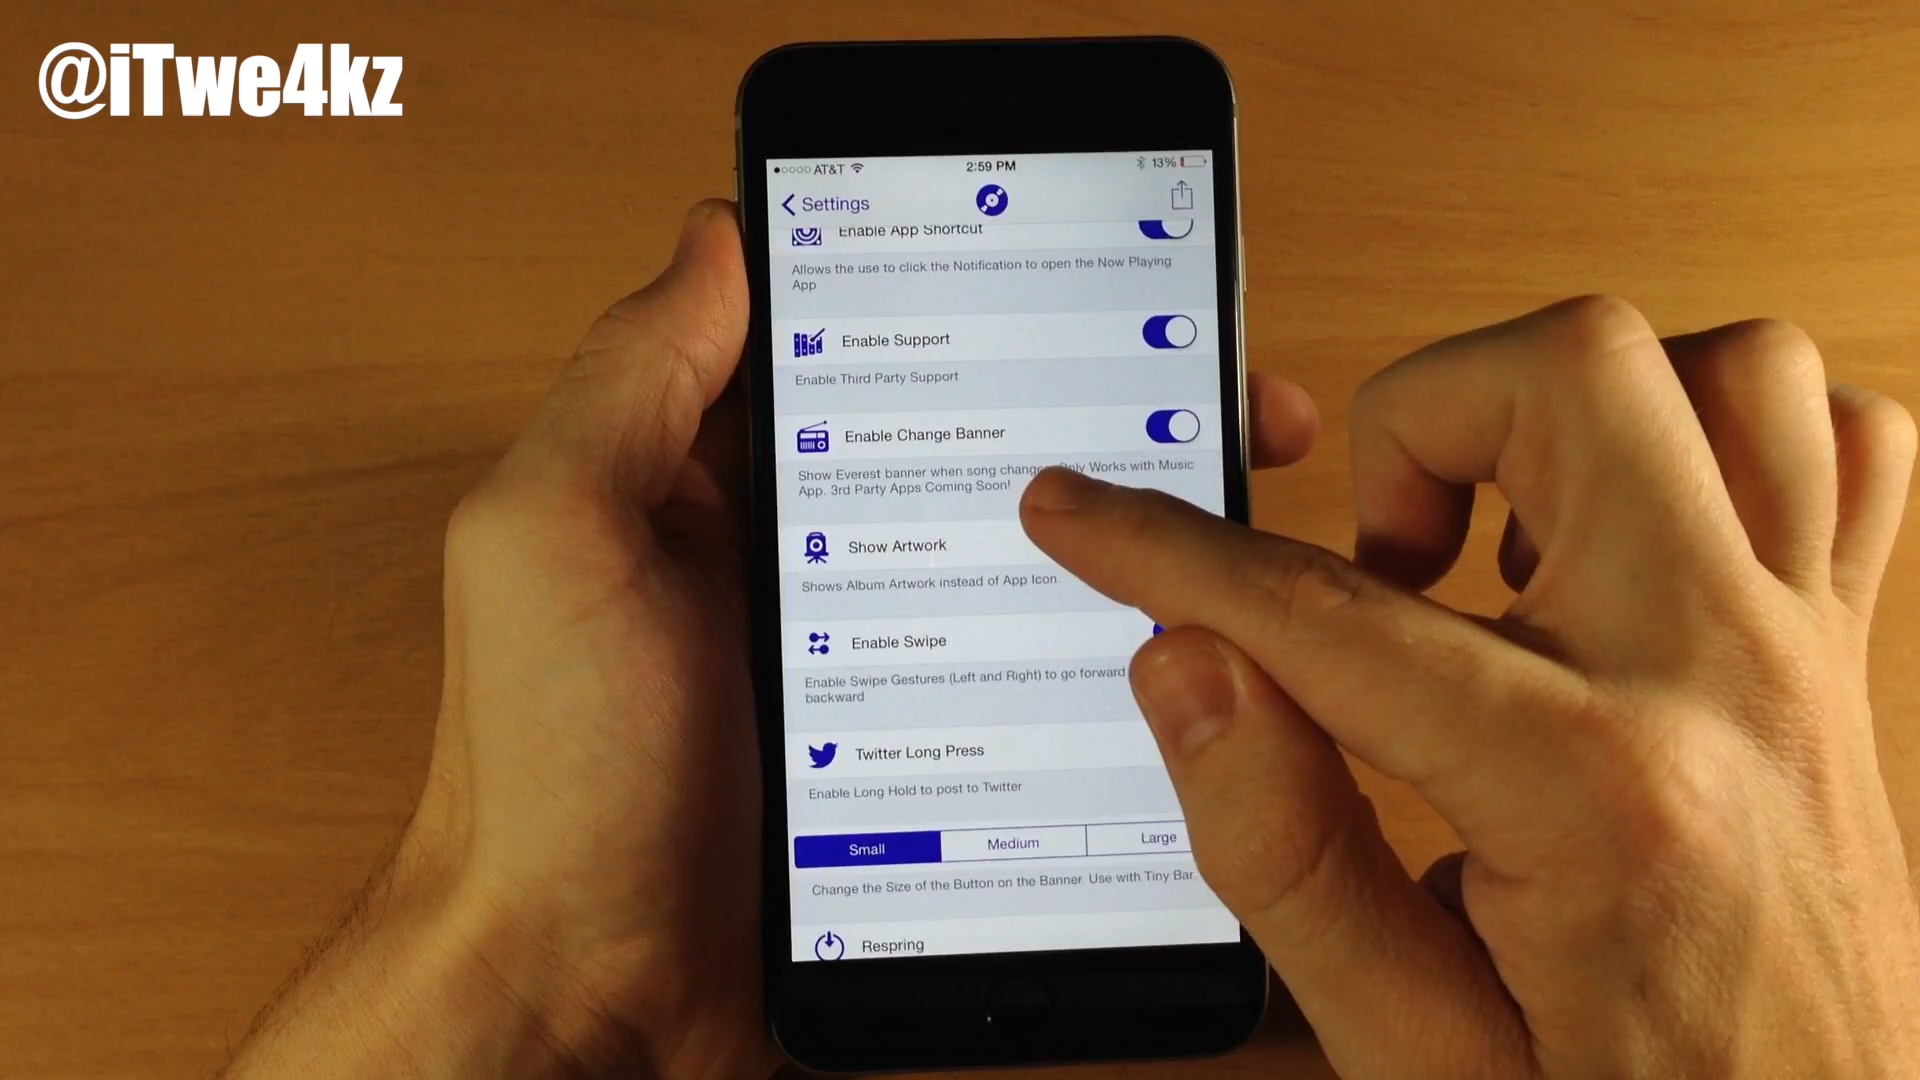 @iTwe4kz
AT&T 2:59 PM 13%
Settings
Enable App Shortcut
Allows the use to click the Notification to open the Now Playing
App
Enable Support
Enable Third Party Support
Enable Change Banner
Show Everest banner when song changes. Only Works with Music
App. 3rd Party Apps Coming Soon!
Show Artwork
Shows Album Artwork instead of App Icon.
Enable Swipe
Enable Swipe Gestures (Left and Right) to go forward
backward
Twitter Long Press
Enable Long Hold to post to Twitter
Small Medium Large
Change the Size of the Button on the Banner. Use with Tiny Bar
Respring